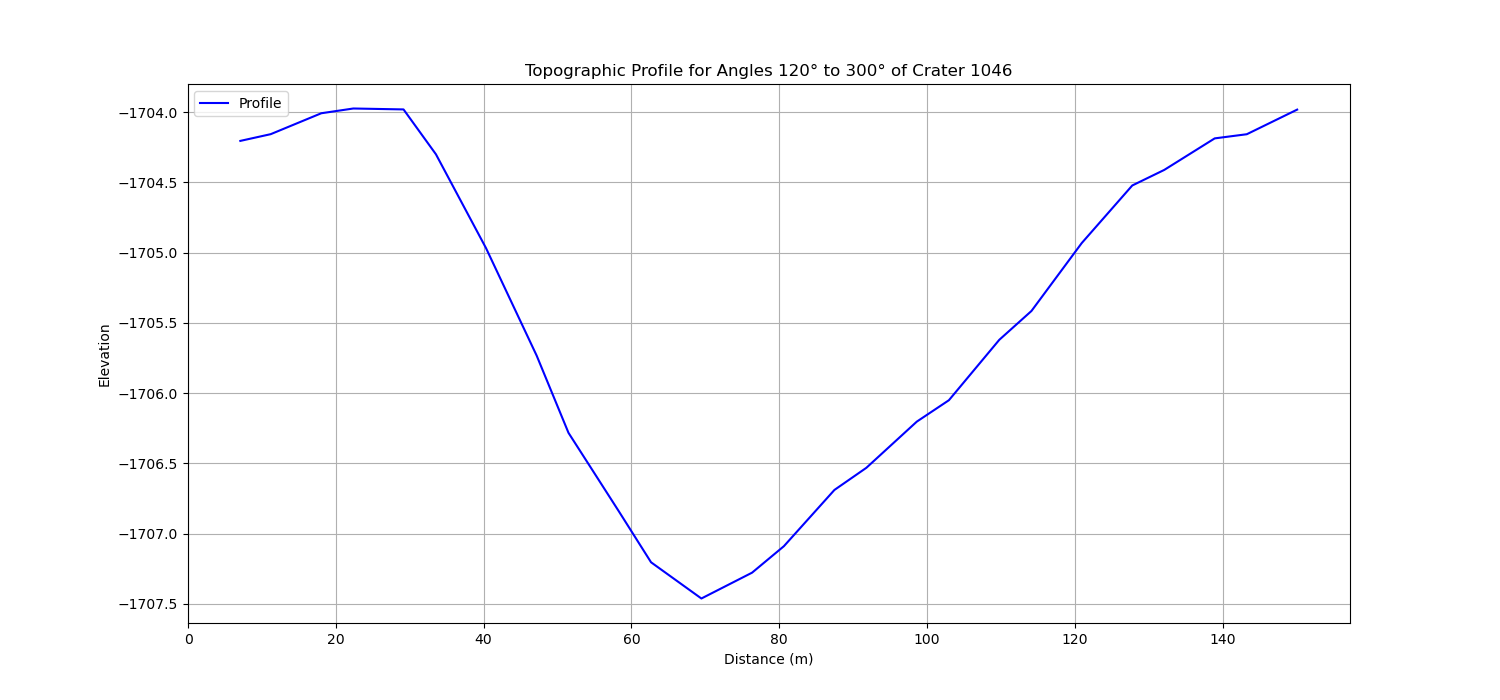 Topographic Profile for Angles 120° to 300° of Crater 1046
Profile
−1704.0
−1704.5
−1705.0
−1705.5
−1706.0
−1706.5
−1707.0
−1707.5
Elevation
0 20 40 60 80 100 120 140
Distance (m)